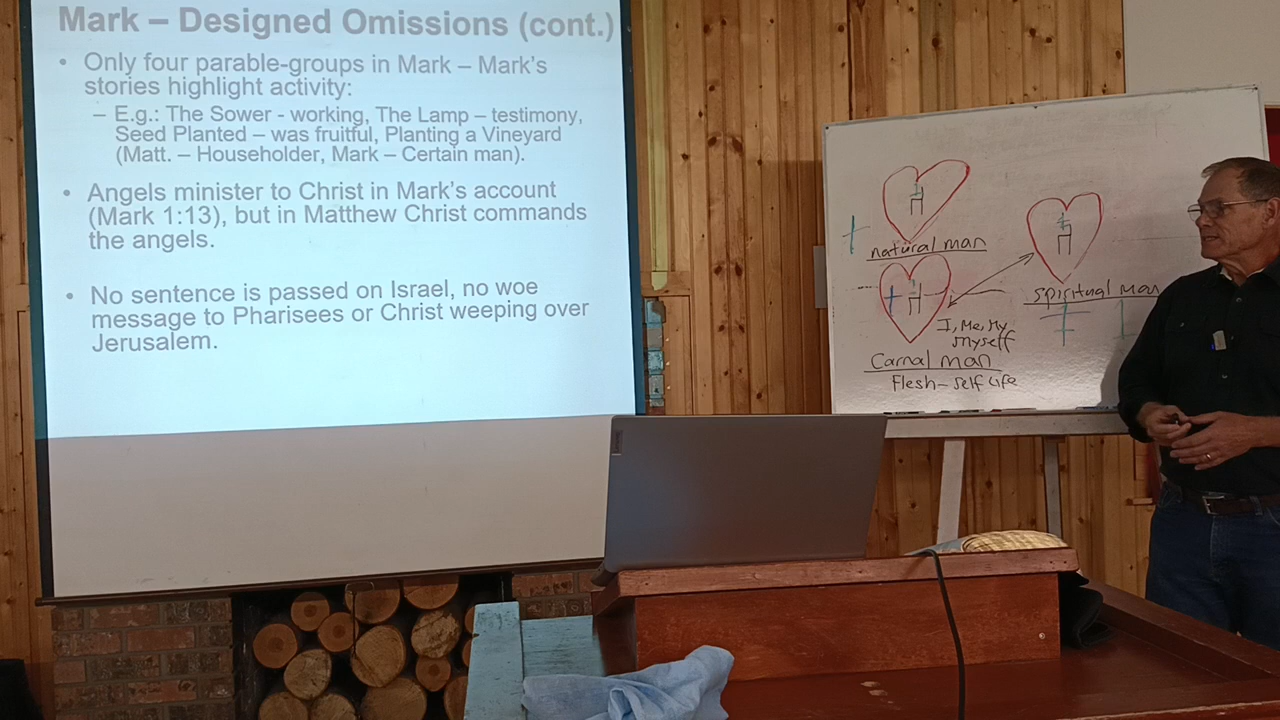 Mark – Designed Omissions (cont.)
• Only four parable-groups in Mark – Mark's
stories highlight activity:
– E.g.: The Sower - working, The Lamp – testimony,
Seed Planted – was fruitful, Planting a Vineyard
(Matt. – Householder, Mark – Certain man).
• Angels minister to Christ in Mark's account
(Mark 1:13), but in Matthew Christ commands
the angels.
• No sentence is passed on Israel, no woe
message to Pharisees or Christ weeping over
Jerusalem.
natural man
spiritual man
I, Me, My
myself
Carnal man
Flesh – self life